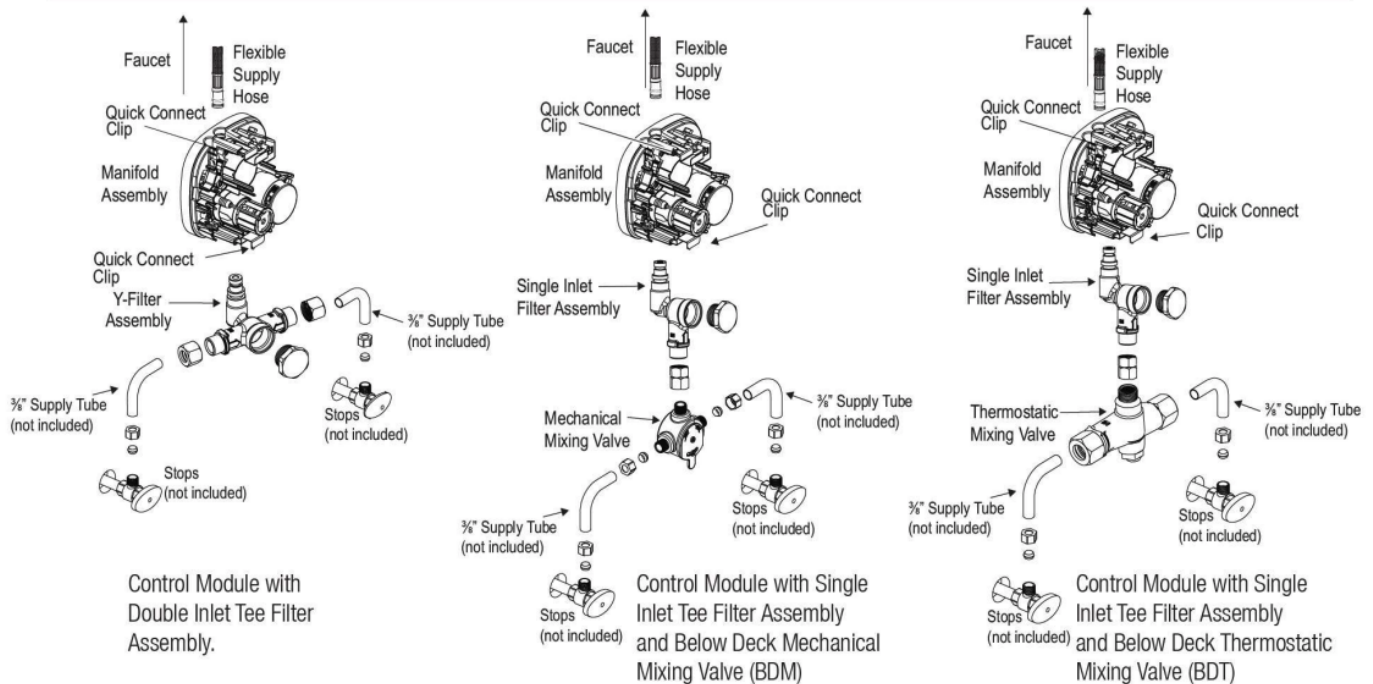 Faucet
Flexible
Supply
Hose
Quick Connect
Clip
Manifold
Assembly
Quick Connect
Clip
Y-Filter
Assembly
⅜" Supply Tube
(not included)
Stops
(not included)
⅜" Supply Tube
(not included)
Stops
(not included)
Control Module with
Double Inlet Tee Filter
Assembly.
Faucet
Flexible
Supply
Hose
Quick Connect
Clip
Manifold
Assembly
Quick Connect
Clip
Single Inlet
Filter Assembly
Mechanical
Mixing Valve
⅜" Supply Tube
(not included)
Stops
(not included)
⅜" Supply Tube
(not included)
Stops
(not included)
Control Module with Single
Inlet Tee Filter Assembly
and Below Deck Mechanical
Mixing Valve (BDM)
Faucet
Flexible
Supply
Hose
Quick Connect
Clip
Manifold
Assembly
Quick Connect
Clip
Single Inlet
Filter Assembly
Thermostatic
Mixing Valve
⅜" Supply Tube
(not included)
Stops
(not included)
⅜" Supply Tube
(not included)
Stops
(not included)
Control Module with Single
Inlet Tee Filter Assembly
and Below Deck Thermostatic
Mixing Valve (BDT)